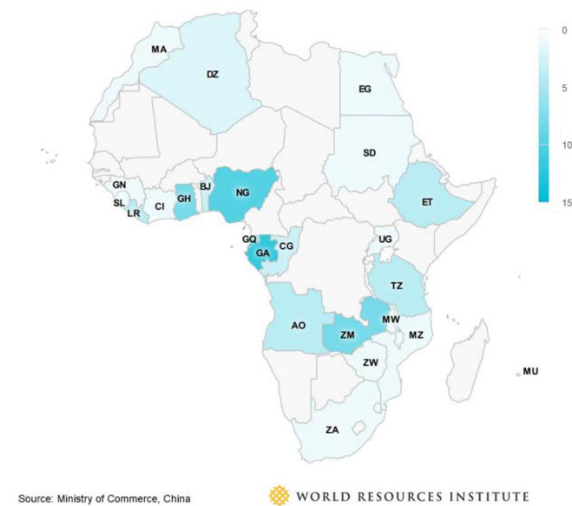 0
MA
DZ
EG
5
SD
GN
BJ
NG
SL
CI
GH
10
LR
ET
GQ
CG
UG
GA
15
TZ
AO
MW
ZM
MZ
ZW
MU
ZA
Source: Ministry of Commerce, China
WORLD RESOURCES INSTITUTE